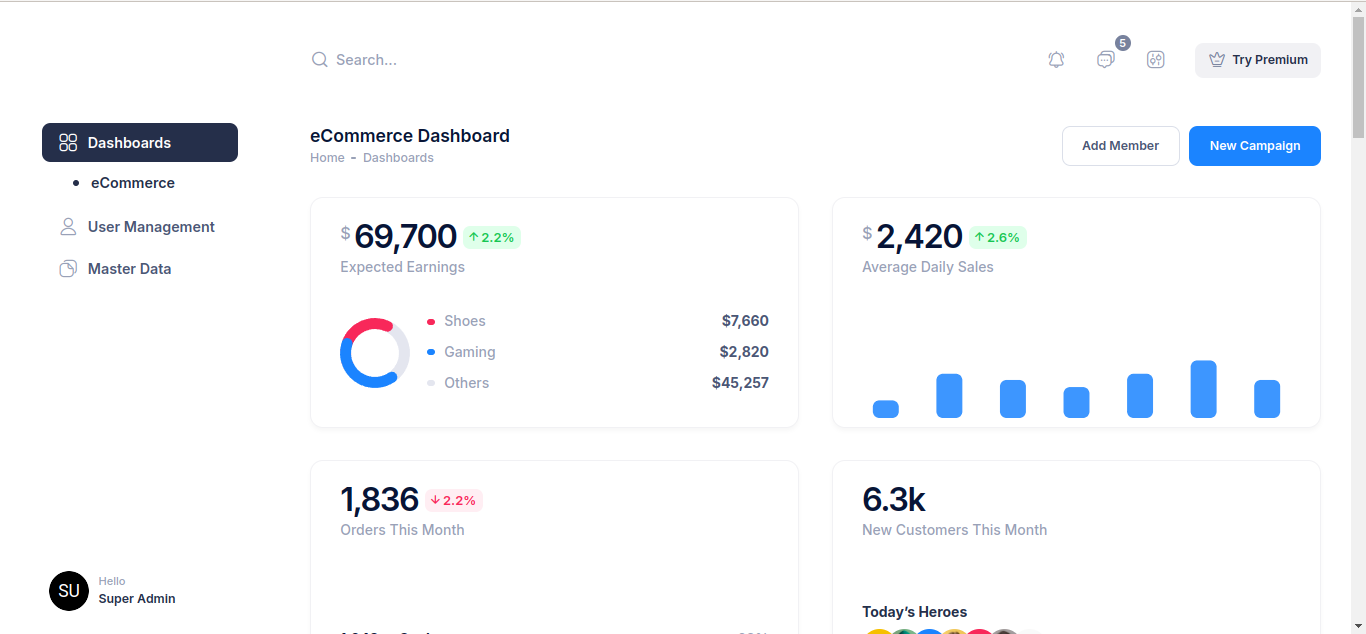 Search...
5
Try Premium
Dashboards
eCommerce
User Management
Master Data
eCommerce Dashboard
Home - Dashboards
Add Member
New Campaign
$ 69,700 ↑ 2.2%
Expected Earnings
Shoes $7,660
Gaming $2,820
Others $45,257
$ 2,420 ↑ 2.6%
Average Daily Sales
1,836 ↓ 2.2%
Orders This Month
6.3k
New Customers This Month
Today's Heroes
SU
Hello
Super Admin